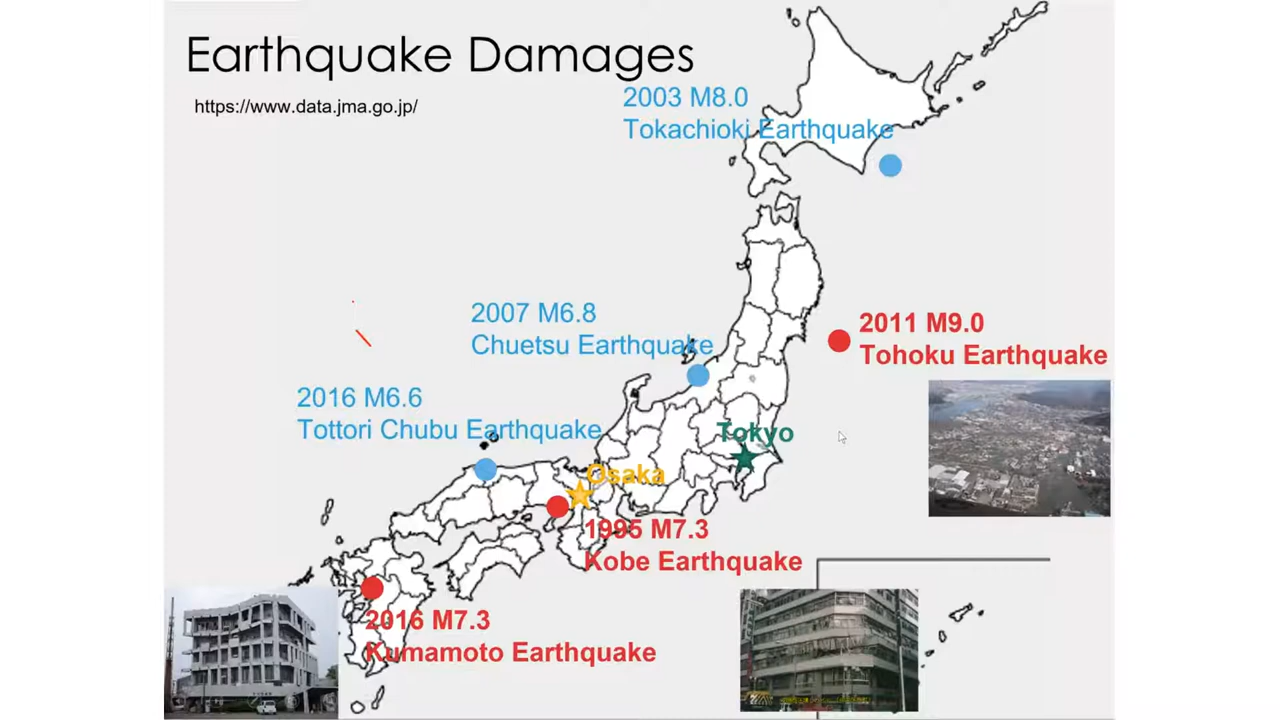 Earthquake Damages
https://www.data.jma.go.jp/
2003 M8.0
Tokachioki Earthquake
2007 M6.8
Chuetsu Earthquake
2011 M9.0
Tohoku Earthquake
2016 M6.6
Tottori Chubu Earthquake
Tokyo
Osaka
1995 M7.3
Kobe Earthquake
2016 M7.3
Kumamoto Earthquake